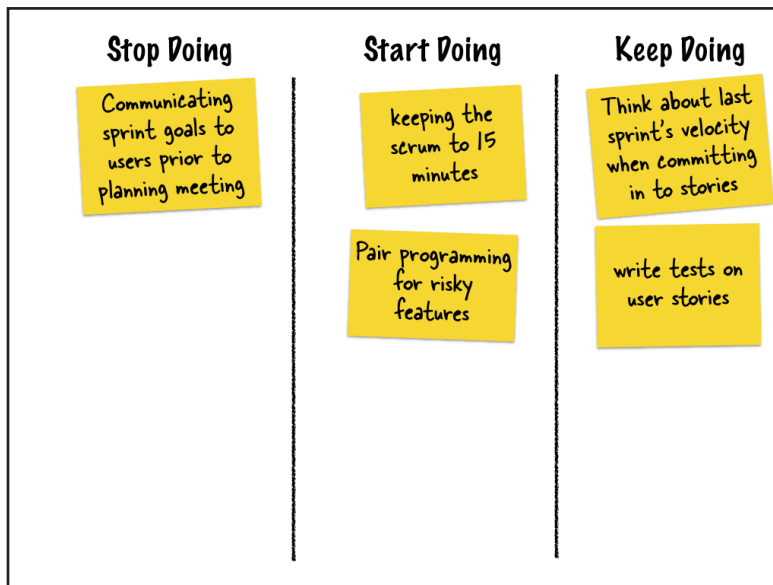 Stop Doing
Communicating
sprint goals to
users prior to
planning meeting
Start Doing
keeping the
scrum to 15
minutes
Pair programming
for risky
features
Keep Doing
Think about last
sprint's velocity
when committing
in to stories
write tests on
user stories